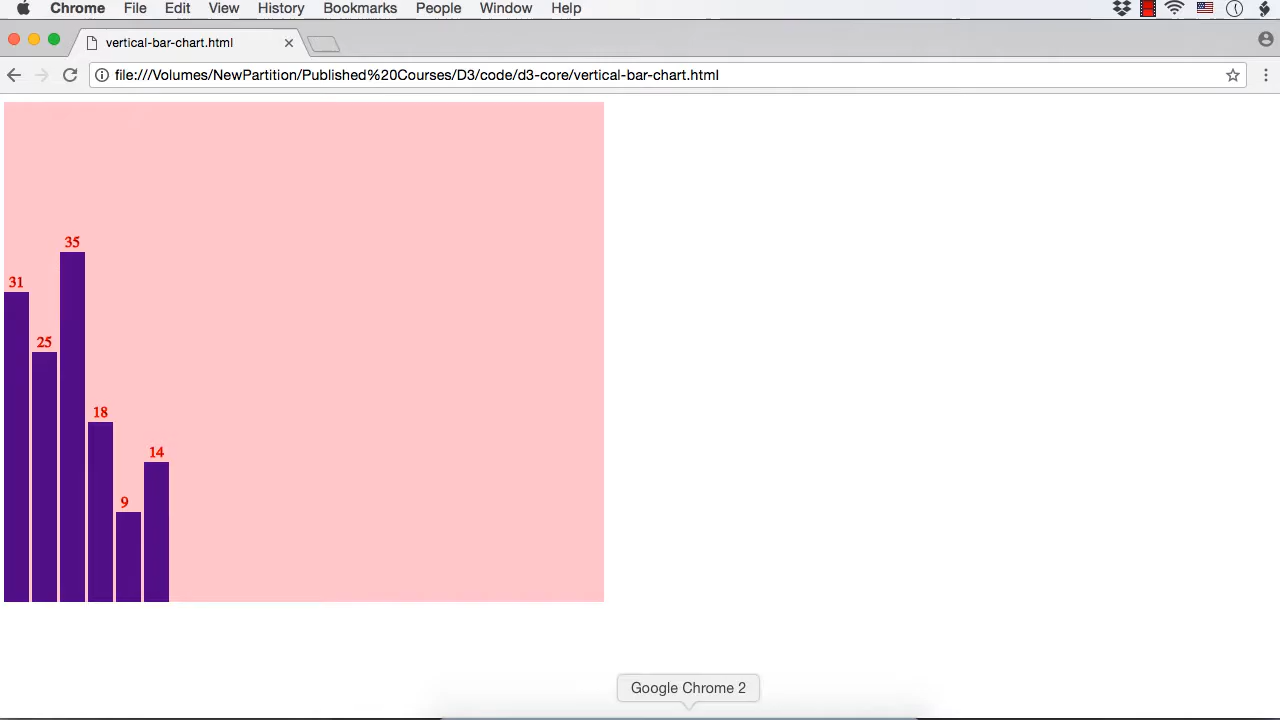 Chrome File Edit View History Bookmarks People Window Help
vertical-bar-chart.html
file:///Volumes/NewPartition/Published%20Courses/D3/code/d3-core/vertical-bar-chart.html
35
31
25
18
14
9
Google Chrome 2